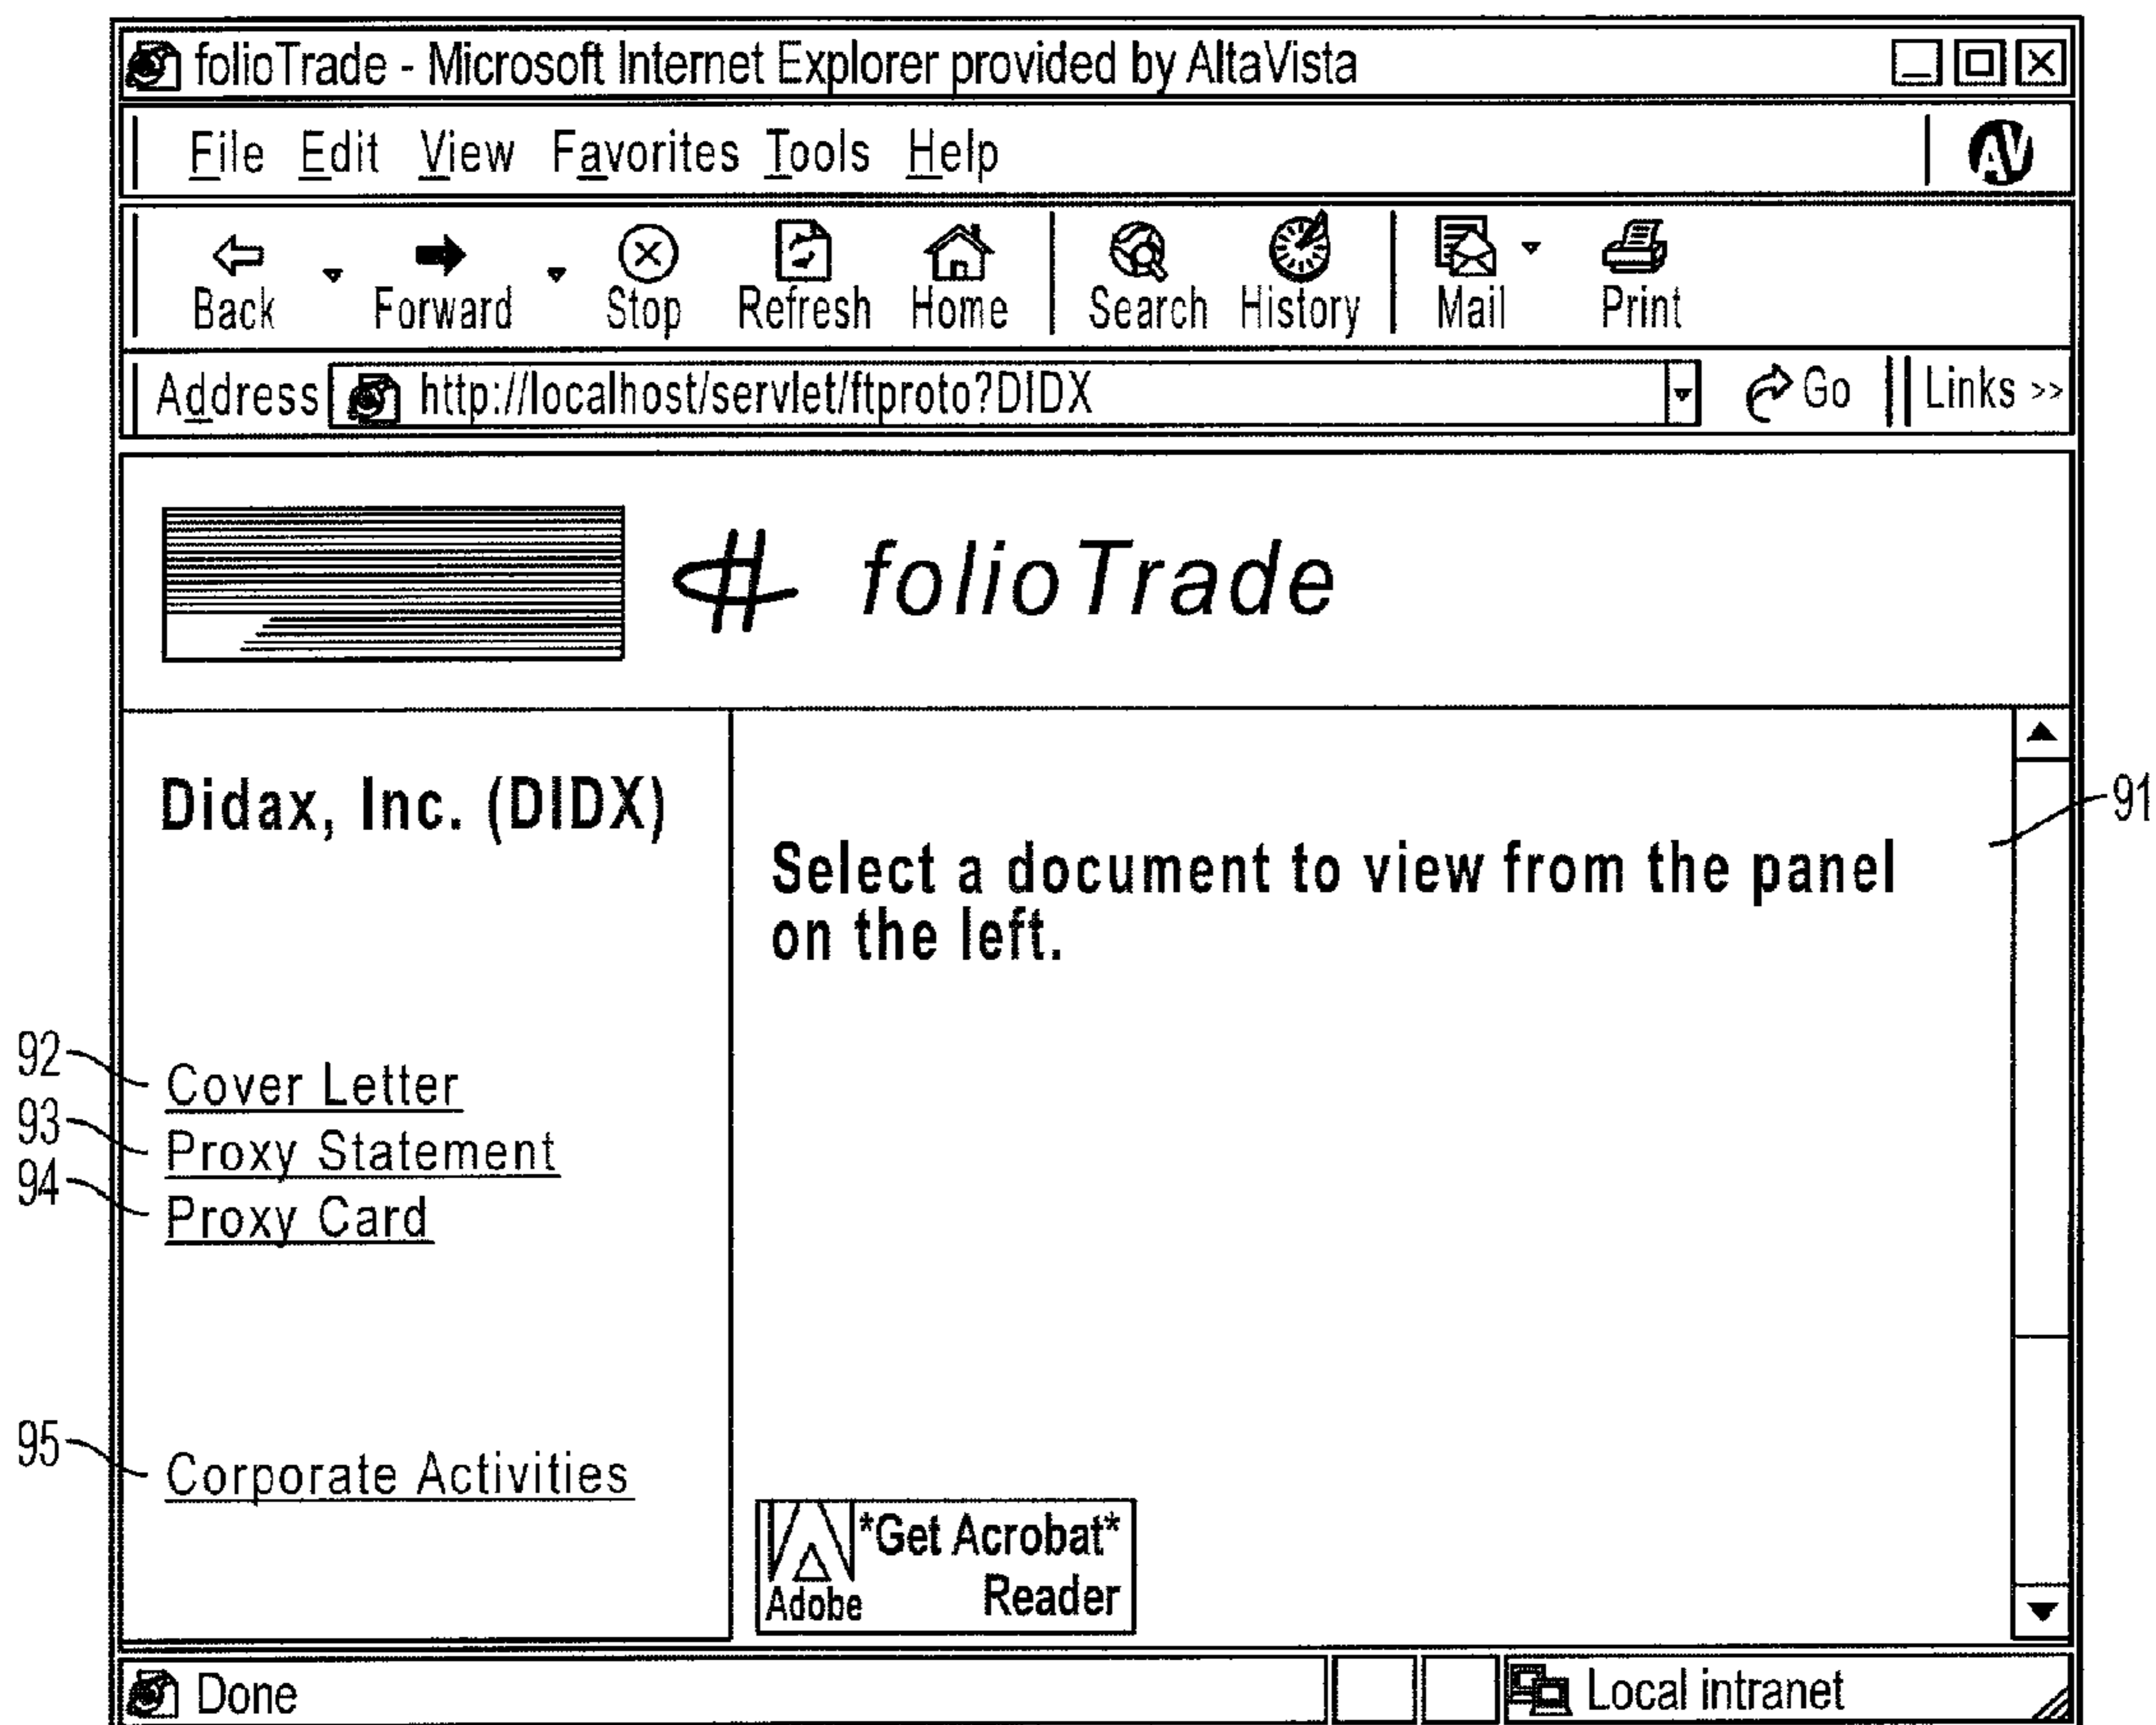 folioTrade - Microsoft Internet Explorer provided by AltaVista
File Edit View Favorites Tools Help
AV
Back Forward Stop Refresh Home Search History Mail Print
Address http://localhost/servlet/ftproto?DIDX Go Links >>
folioTrade
Didax, Inc. (DIDX)
91
Select a document to view from the panel
on the left.
92 Cover Letter
93 Proxy Statement
94 Proxy Card
95 Corporate Activities
*Get Acrobat*
Adobe Reader
Done Local intranet